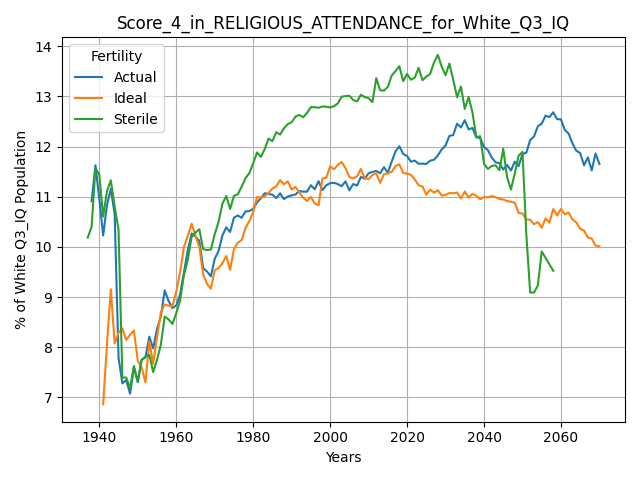 Score_4_in_RELIGIOUS_ATTENDANCE_for_White_Q3_IQ
% of White Q3_IQ Population
14
13
12
11
10
9
8
7
Fertility
Actual
Ideal
Sterile
1940 1960 1980 2000 2020 2040 2060
Years